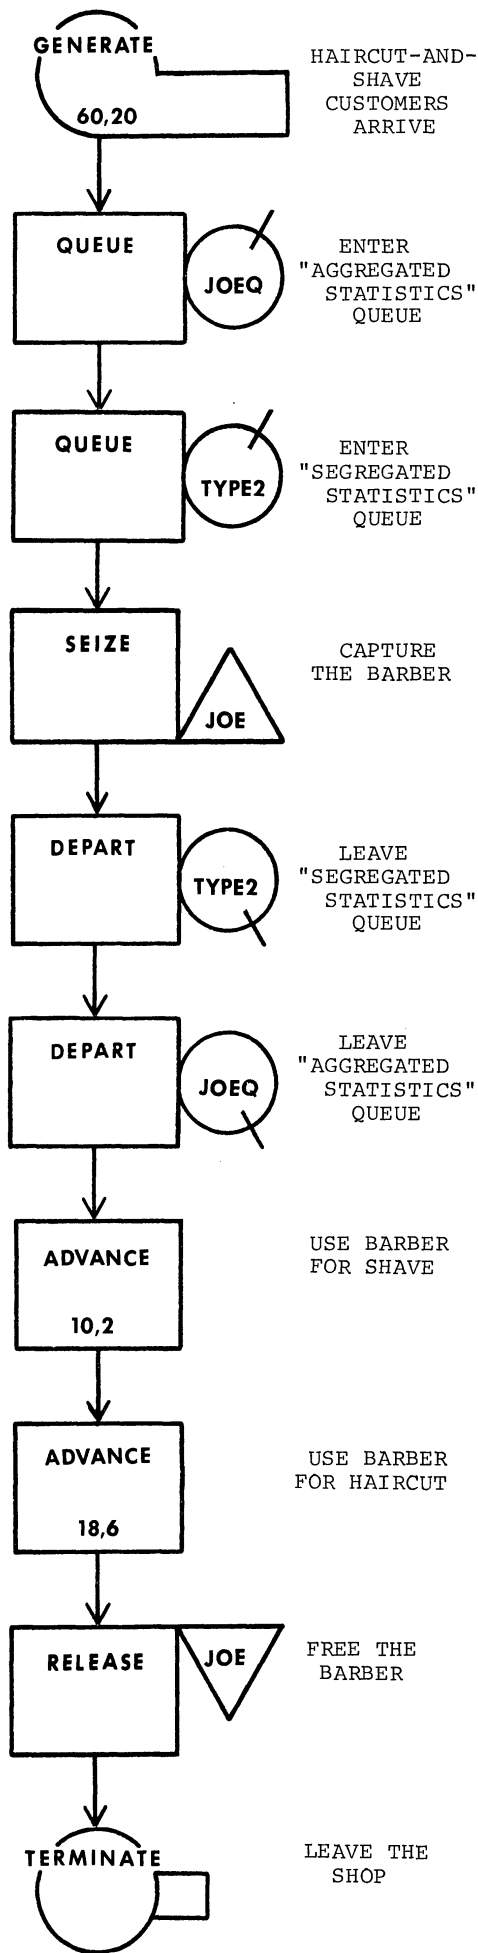 GENERATE
60,20
HAIRCUT-AND-
SHAVE
CUSTOMERS
ARRIVE
QUEUE
JOEQ
ENTER
"AGGREGATED
STATISTICS"
QUEUE
QUEUE
TYPE2
ENTER
"SEGREGATED
STATISTICS"
QUEUE
SEIZE
JOE
CAPTURE
THE BARBER
DEPART
TYPE2
LEAVE
"SEGREGATED
STATISTICS"
QUEUE
DEPART
JOEQ
LEAVE
"AGGREGATED
STATISTICS"
QUEUE
ADVANCE
10,2
USE BARBER
FOR SHAVE
ADVANCE
18,6
USE BARBER
FOR HAIRCUT
RELEASE
JOE
FREE THE
BARBER
TERMINATE
LEAVE THE
SHOP